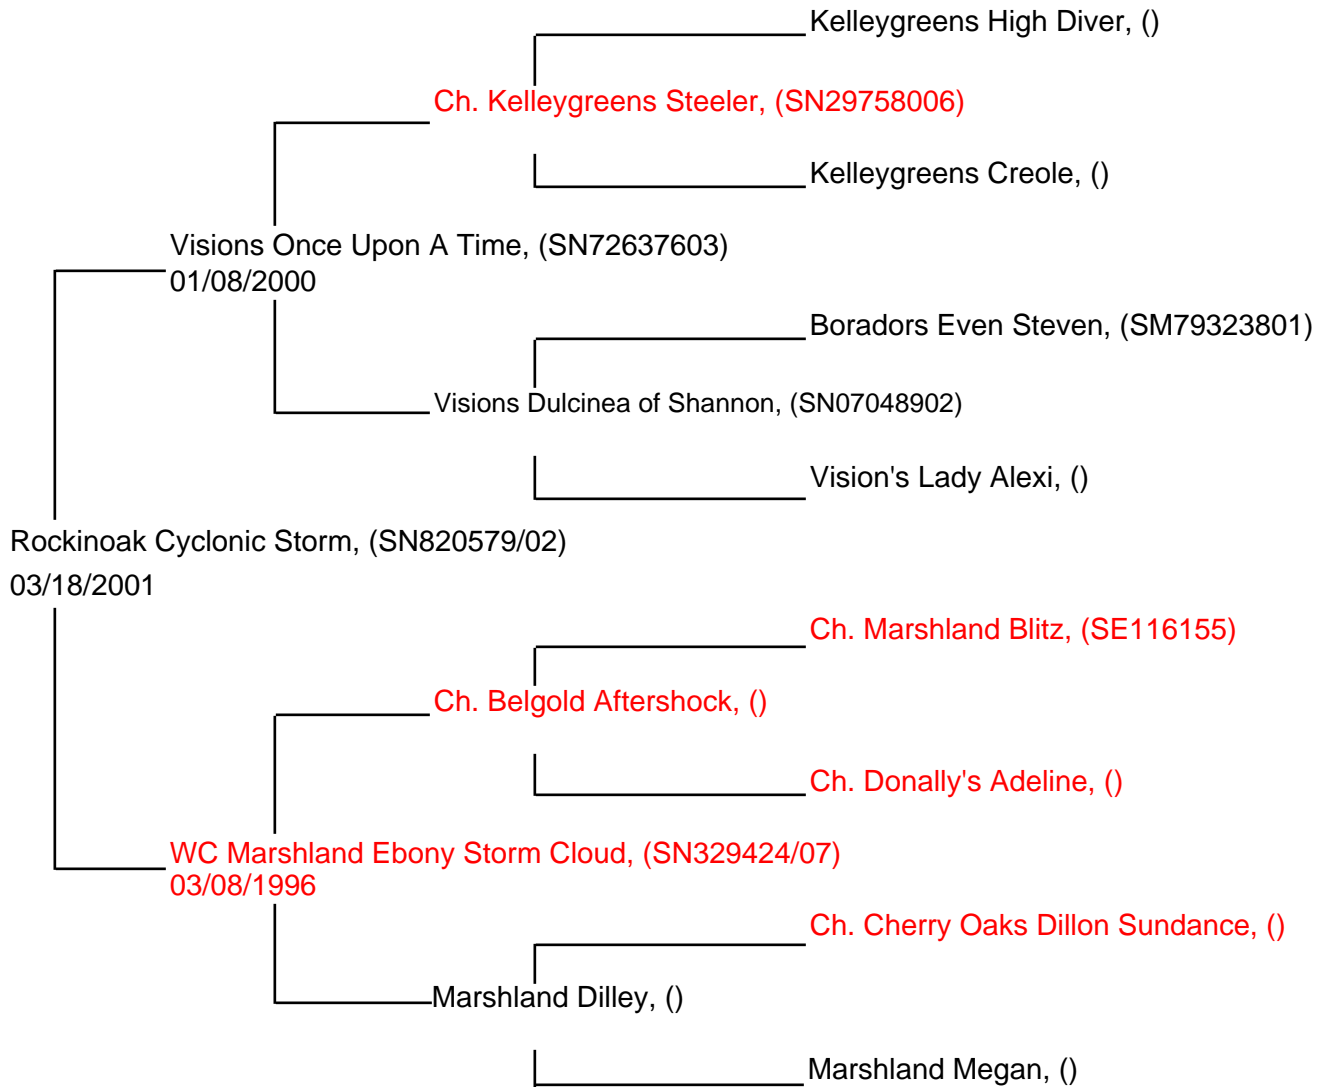 Kelleygreens High Diver, ()
Ch. Kelleygreens Steeler, (SN29758006)
Kelleygreens Creole, ()
Visions Once Upon A Time, (SN72637603)
01/08/2000
Boradors Even Steven, (SM79323801)
Visions Dulcinea of Shannon, (SN07048902)
Vision's Lady Alexi, ()
Rockinoak Cyclonic Storm, (SN820579/02)
03/18/2001
Ch. Marshland Blitz, (SE116155)
Ch. Belgold Aftershock, ()
Ch. Donally's Adeline, ()
WC Marshland Ebony Storm Cloud, (SN329424/07)
03/08/1996
Ch. Cherry Oaks Dillon Sundance, ()
Marshland Dilley, ()
Marshland Megan, ()